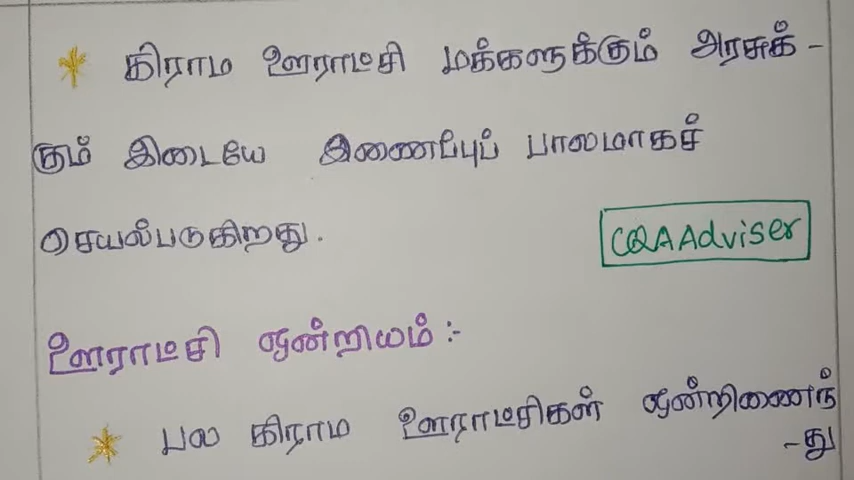 * கிராம ஊராட்சி மக்களுக்கும் அரசுக் -
கும் இடையே இணைப்புப் பாலமாகச்
செயல்படுகிறது.
CQAAdviser
ஊராட்சி ஒன்றியம் :-
* பல கிராம ஊராட்சிகள் ஒன்றிணைந்
-து